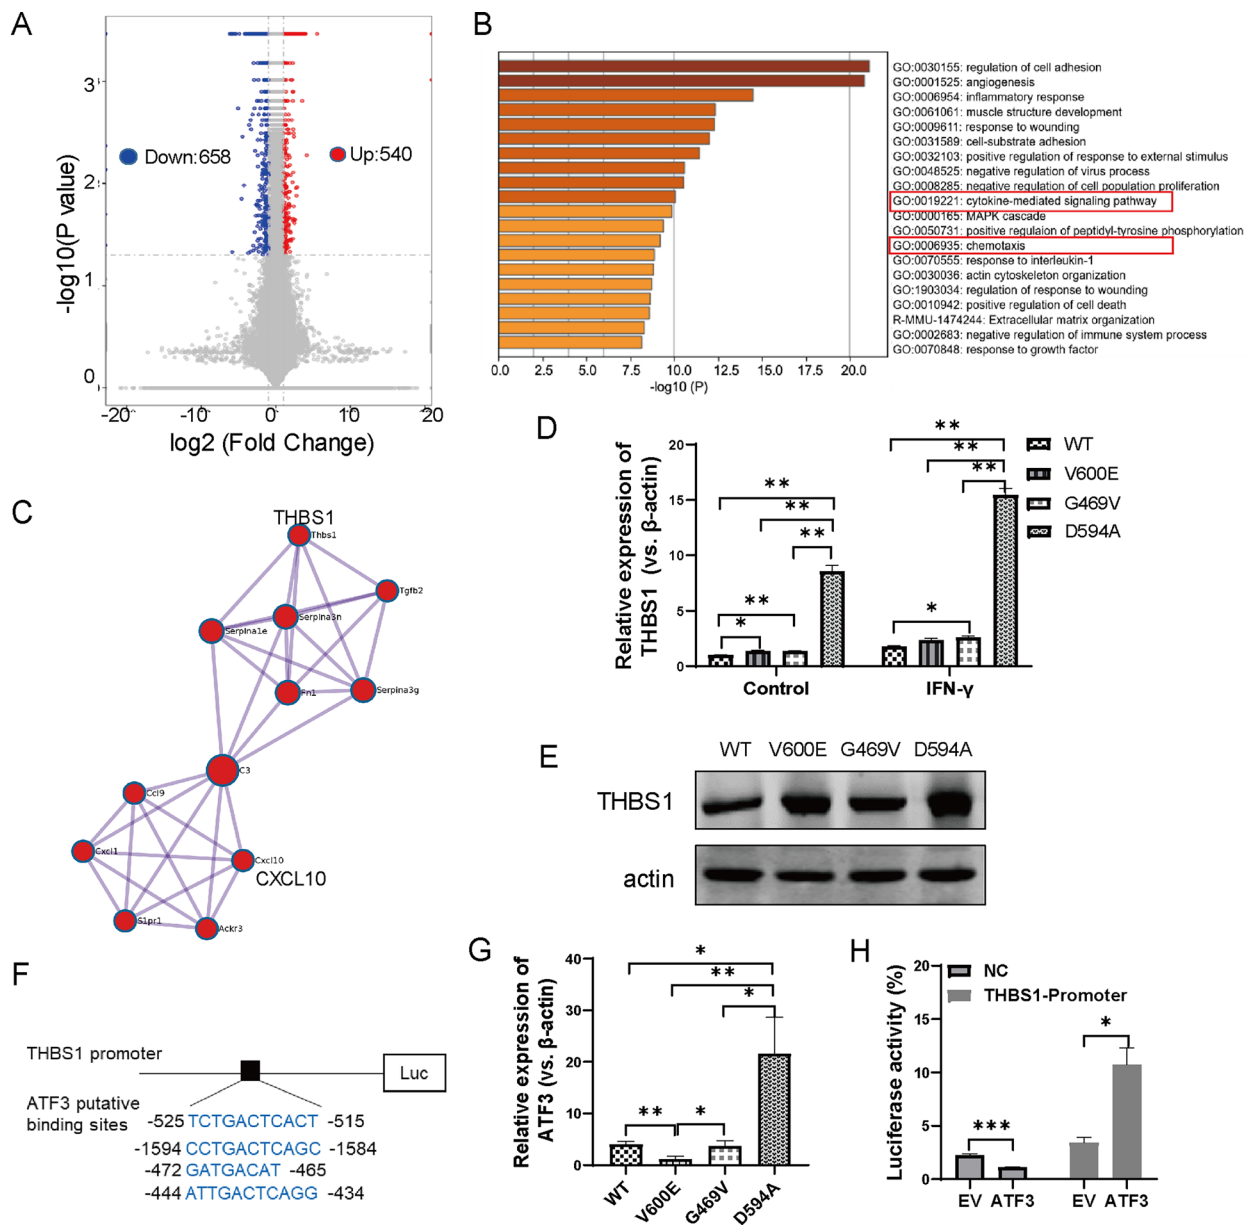 A
3
2
1
0
-log10(P value)
Down:658
Up:540
-20
-10
0
10
20
log2 (Fold Change)
B
GO:0030155: regulation of cell adhesion
GO:0001525: angiogenesis
GO:0006954: inflammatory response
GO:0061061: muscle structure development
GO:0009611: response to wounding
GO:0031589: cell-substrate adhesion
GO:0032103: positive regulation of response to external stimulus
GO:0048525: negative regulation of virus process
GO:0008285: negative regulation of cell population proliferation
GO:0019221: cytokine-mediated signaling pathway
GO:0000165: MAPK cascade
GO:0050731: positive regulaion of peptidyl-tyrosine phosphorylation
GO:0006935: chemotaxis
GO:0070555: response to interleukin-1
GO:0030036: actin cytoskeleton organization
GO:1903034: regulation of response to wounding
GO:0010942: positive regulation of cell death
R-MMU-1474244: Extracellular matrix organization
GO:0002683: negative regulation of immune system process
GO:0070848: response to growth factor
0.0 2.5 5.0 7.5 10.0 12.5 15.0 17.5 20.0
-log10 (P)
C
THBS1
Thbs1
Tgfb2
Serpina3n
Serpina1e
Fn1
Serpina3g
C3
Ccl9
Cxcl1
Cxcl10
CXCL10
S1pr1
Ackr3
D
Relative expression of
THBS1 (vs. β-actin)
20
15
10
5
0
** ** ** ** *
** ** ** *
Control
IFN-γ
WT
V600E
G469V
D594A
E
WT V600E G469V D594A
THBS1
actin
F
THBS1 promoter
Luc
ATF3 putative
binding sites
-525 TCTGACTCACT -515
-1594 CCTGACTCAGC -1584
-472 GATGACAT -465
-444 ATTGACTCAGG -434
G
Relative expression of
ATF3 (vs. β-actin)
40
30
20
10
0
*
**
*
** *
WT
V600E
G469V
D594A
H
Luciferase activity (%)
20
15
10
5
0
NC
THBS1-Promoter
*
***
EV ATF3 EV ATF3